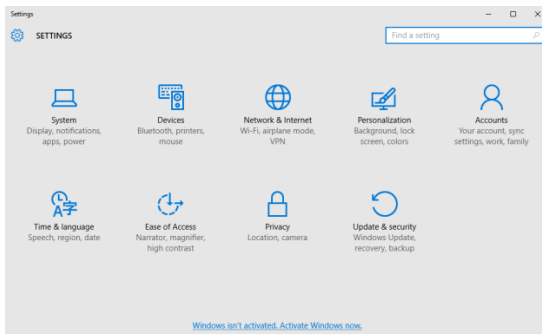 Settings
SETTINGS
Find a setting
System
Display, notifications,
apps, power
Devices
Bluetooth, printers,
mouse
Network & Internet
Wi-Fi, airplane mode,
VPN
Personalization
Background, lock
screen, colors
Accounts
Your account, sync
settings, work, family
Time & language
Speech, region, date
Ease of Access
Narrator, magnifier,
high contrast
Privacy
Location, camera
Update & security
Windows Update,
recovery, backup
Windows isn't activated. Activate Windows now.